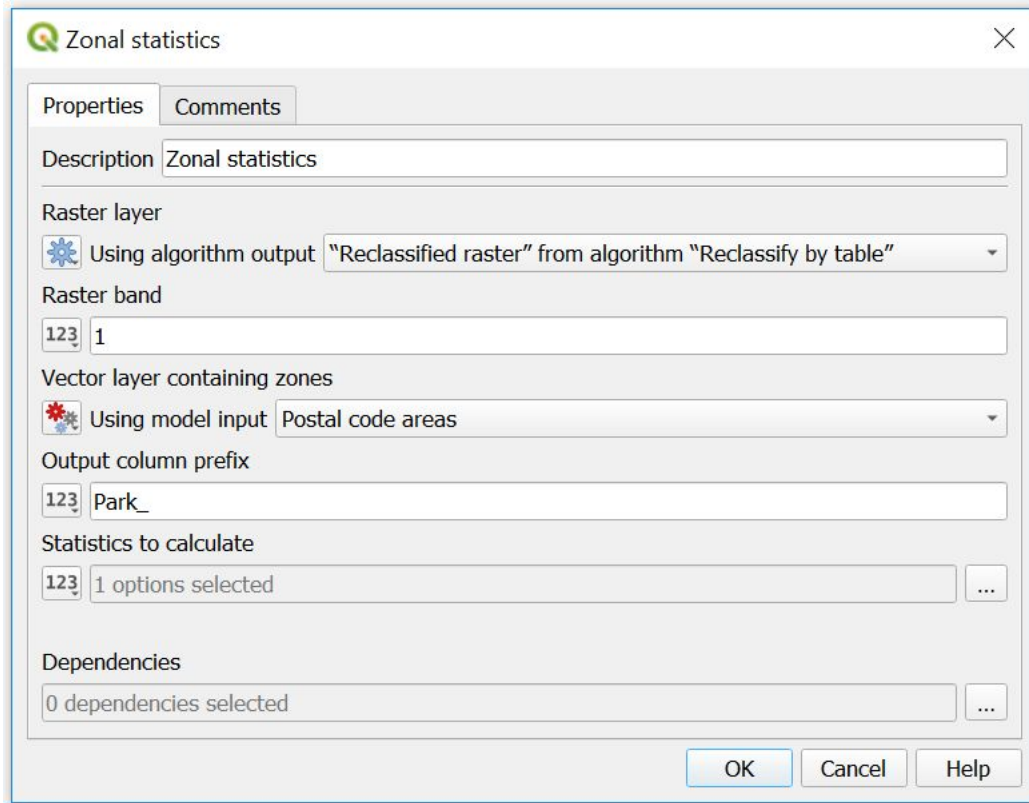 Zonal statistics
Properties Comments
Description Zonal statistics
Raster layer
Using algorithm output “Reclassified raster” from algorithm “Reclassify by table”
Raster band
123 1
Vector layer containing zones
Using model input Postal code areas
Output column prefix
123 Park_
Statistics to calculate
123 1 options selected ...
Dependencies
0 dependencies selected ...
OK Cancel Help